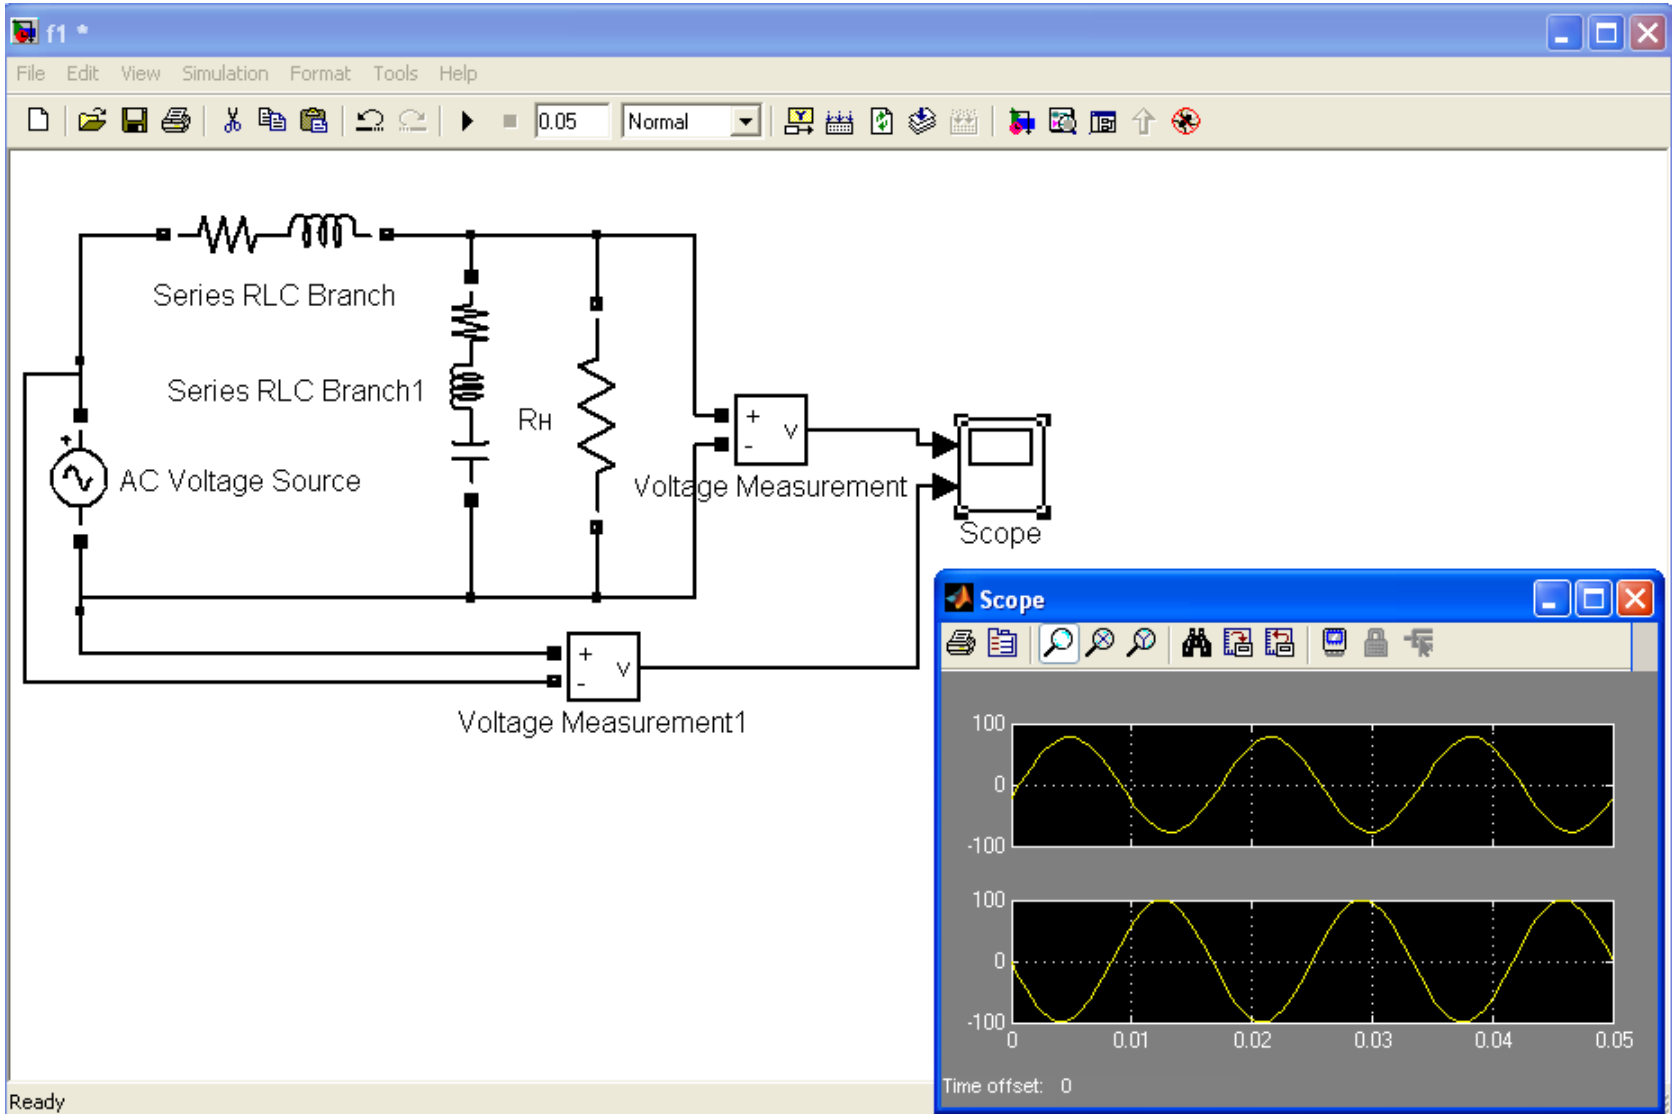 f1 *
File Edit View Simulation Format Tools Help
0.05 Normal
Series RLC Branch
Series RLC Branch1
Rн
+
-
v
AC Voltage Source
+
Voltage Measurement
Scope
+
-
v
Voltage Measurement1
Scope
100
0
-100
100
0
-100
0 0.01 0.02 0.03 0.04 0.05
Time offset: 0
Ready